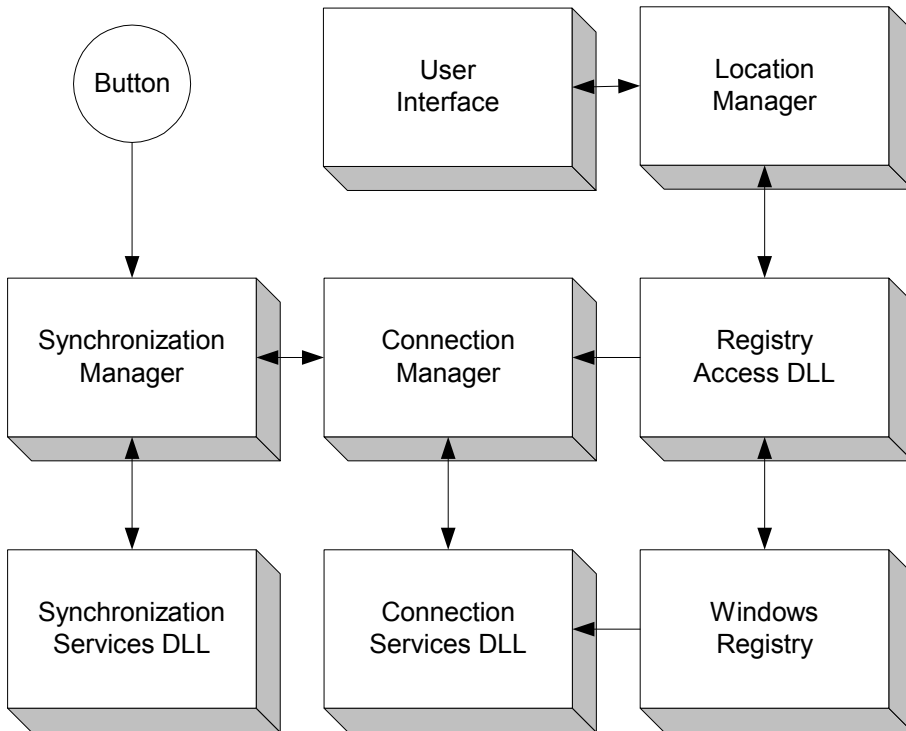 Button
User
Interface
Location
Manager
Synchronization
Manager
Connection
Manager
Registry
Access DLL
Synchronization
Services DLL
Connection
Services DLL
Windows
Registry